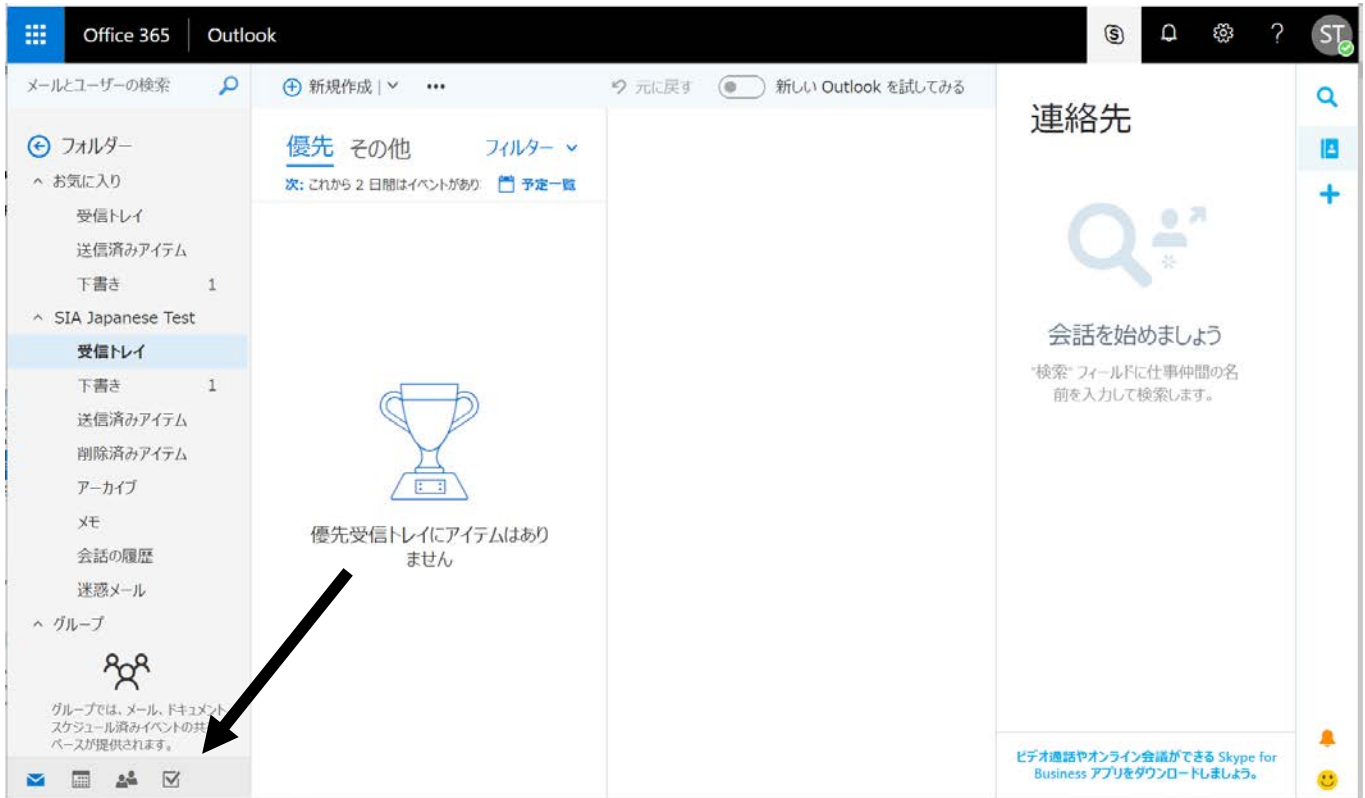 Office 365
Outlook
ST
メールとユーザーの検索
新規作成
元に戻す
新しい Outlook を試してみる
フォルダー
お気に入り
受信トレイ
送信済みアイテム
下書き 1
SIA Japanese Test
受信トレイ
下書き 1
送信済みアイテム
削除済みアイテム
アーカイブ
メモ
会話の履歴
迷惑メール
グループ
グループでは、メール、ドキュメント、
スケジュール済みイベントの共
ペースが提供されます。
優先 その他 フィルター
次: これから 2 日間はイベントがあり 予定一覧
優先受信トレイにアイテムはあり
ません
連絡先
会話を始めましょう
"検索" フィールドに仕事仲間の名
前を入力して検索します。
ビデオ通話やオンライン会議ができる Skype for
Business アプリをダウンロードしましょう。